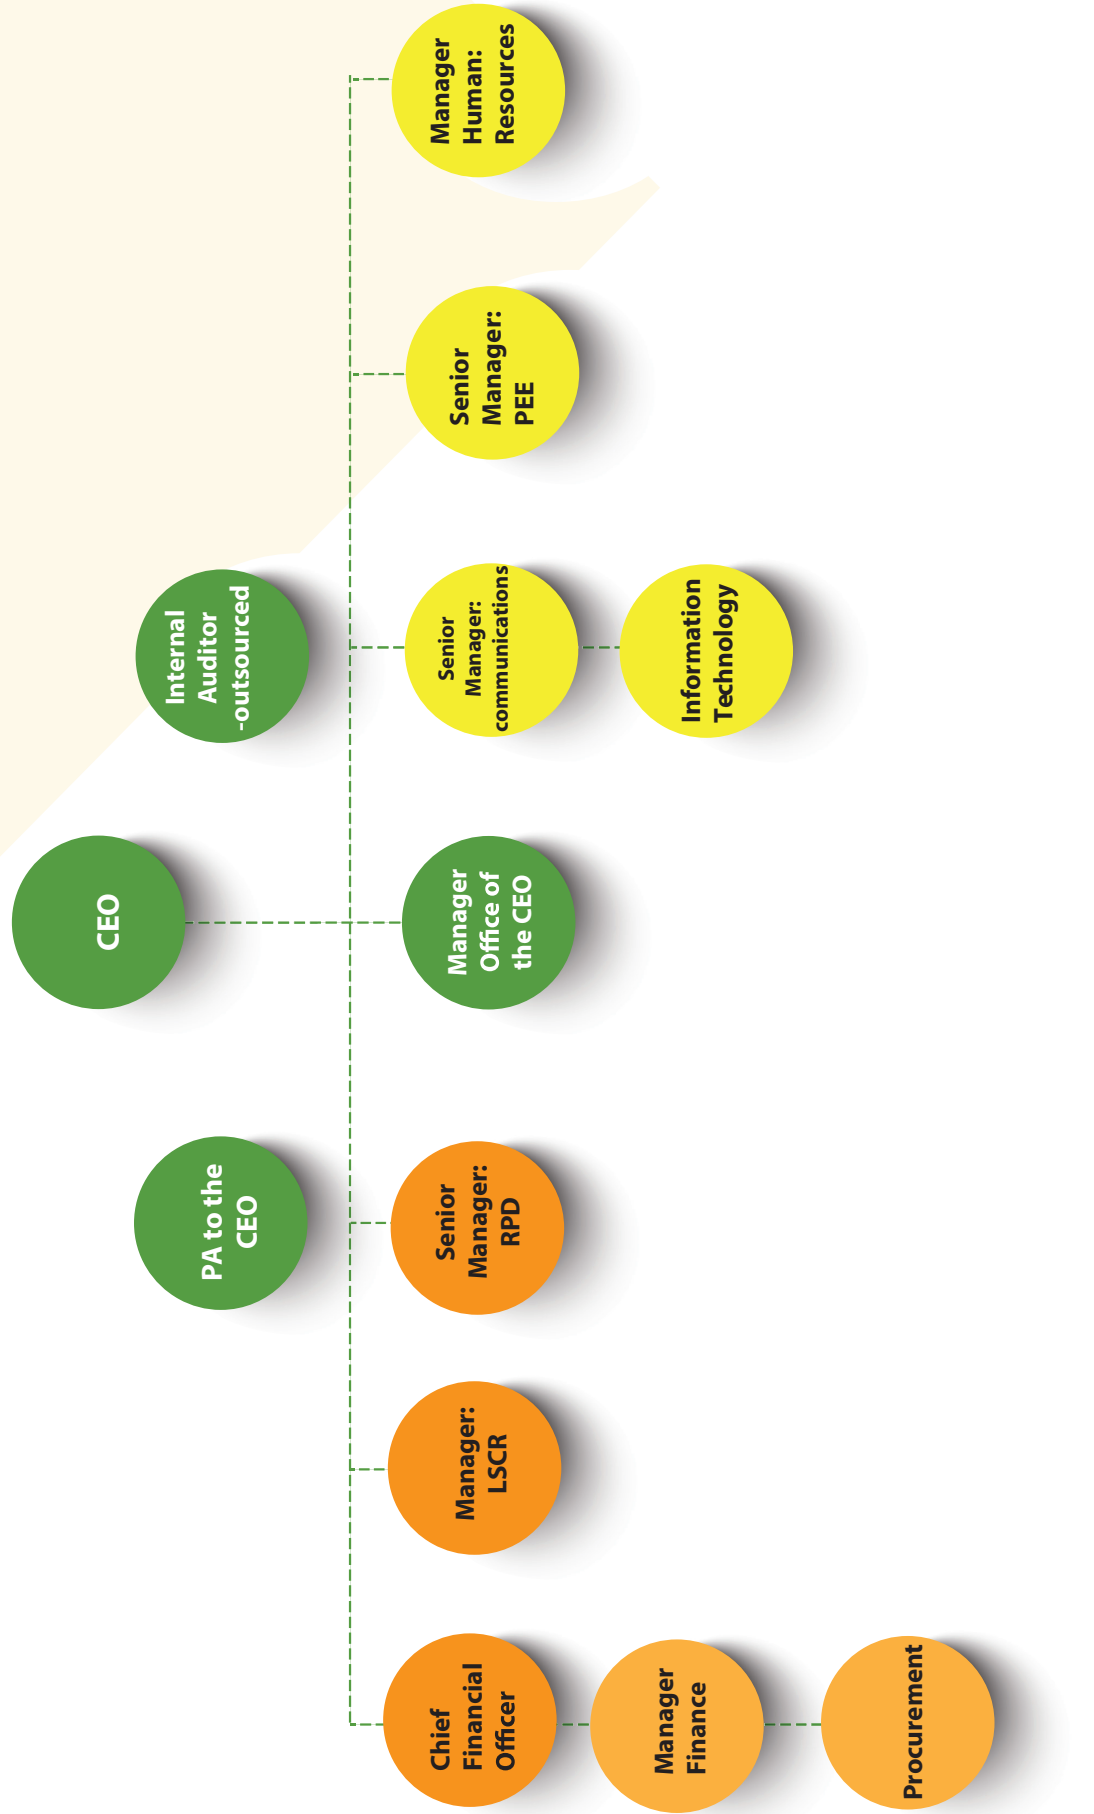 CEO
PA to the
CEO
Internal
Auditor
-outsourced
Chief
Financial
Officer
Manager:
LSCR
Senior
Manager:
RPD
Manager
Office of
the CEO
Senior
Manager:
communications
Senior
Manager:
PEE
Manager
Human:
Resources
Manager
Finance
Information
Technology
Procurement